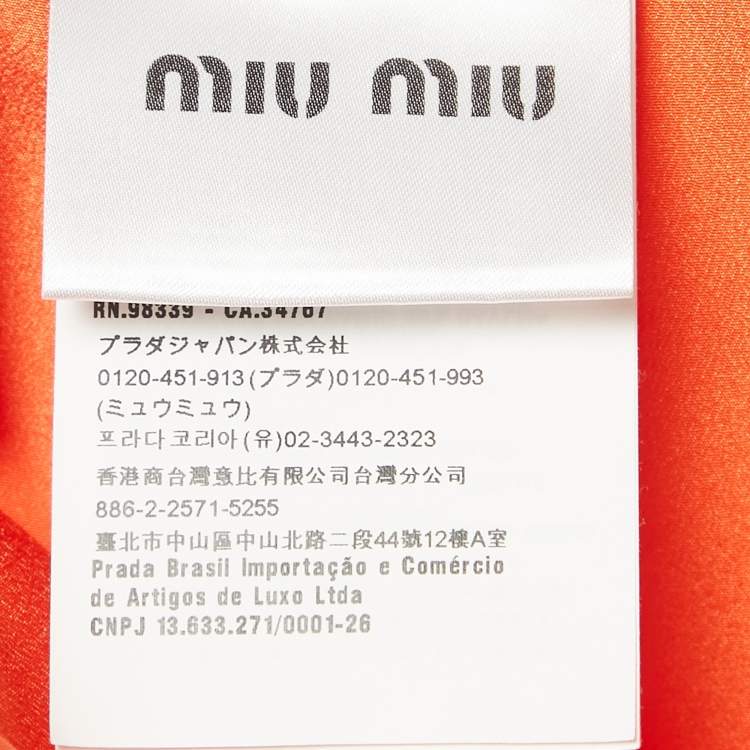 miu miu
RN.98339 - CA.34767
プラダジャパン株式会社
0120-451-913(プラダ)0120-451-993
(ミュウミュウ)
프라다코리아(유)02-3443-2323
香港商台灣意比有限公司台灣分公司
886-2-2571-5255
臺北市中山區中山北路二段44號12樓A室
Prada Brasil Importação e Comércio
de Artigos de Luxo Ltda
CNPJ 13.633.271/0001-26